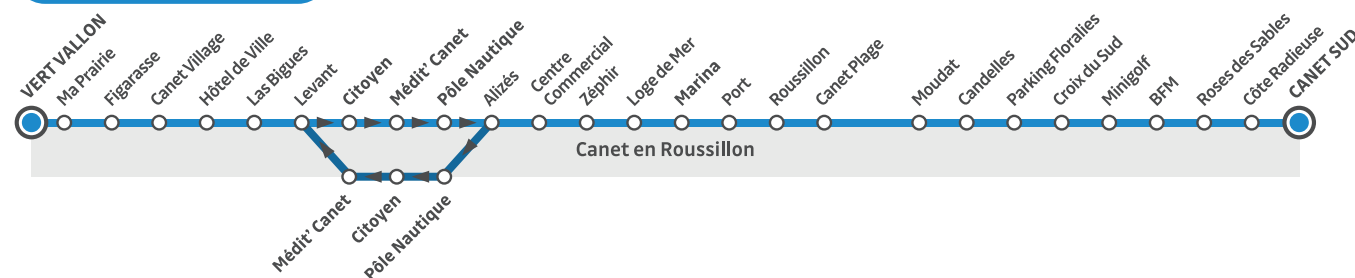 VERT VALLON
Ma Prairie
Figarasse
Canet Village
Hôtel de Ville
Las Bigues
Levant
Citoyen
Médit' Canet
Pôle Nautique
Alizés
Centre
Commercial
Zéphir
Loge de Mer
Marina
Port
Roussillon
Canet Plage
Moudat
Candelles
Parking Floralies
Croix du Sud
Minigolf
BFM
Roses des Sables
Côte Radieuse
CANET SUD
Canet en Roussillon
Médit' Canet
Citoyen
Pôle Nautique